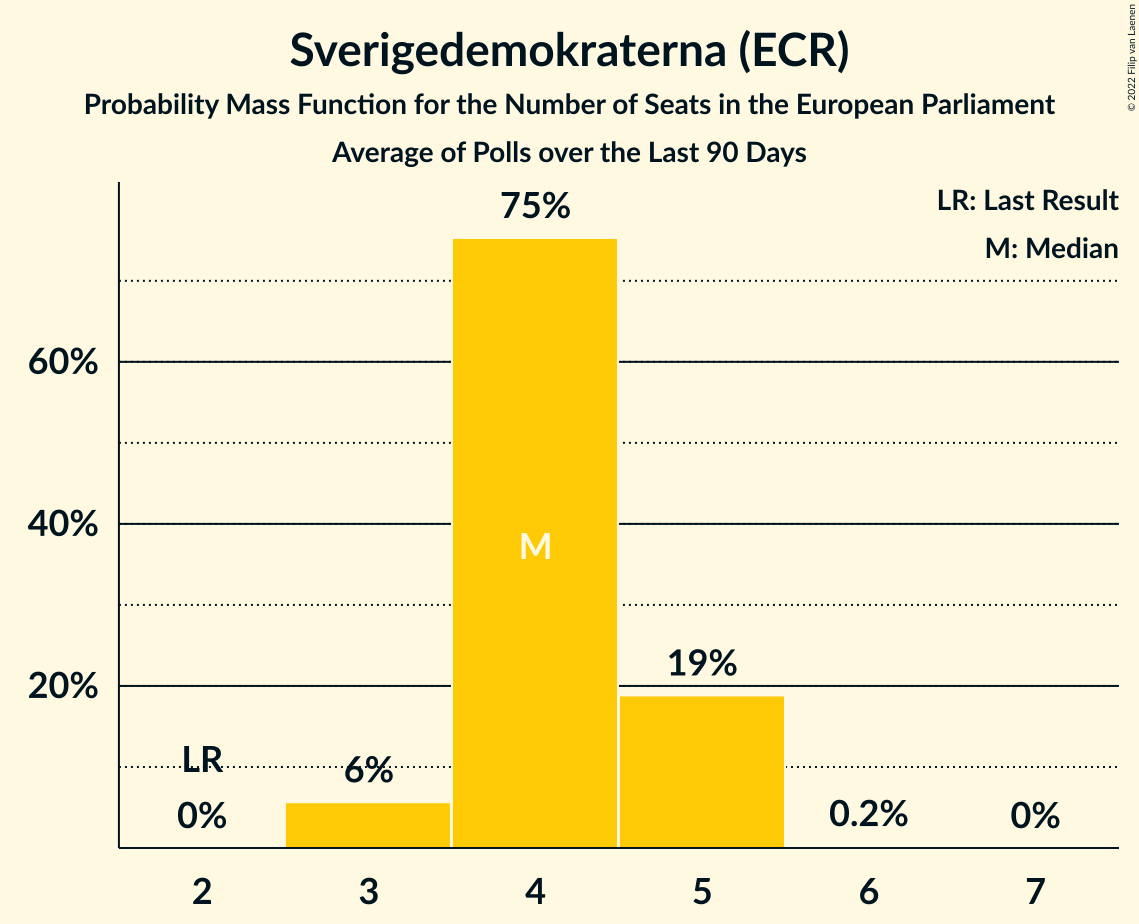 Sverigedemokraterna (ECR)
Probability Mass Function for the Number of Seats in the European Parliament
Average of Polls over the Last 90 Days
© 2022 Filip van Laenen
LR: Last Result
M: Median
75%
60%
40%
M
19%
20%
LR
6%
0%
0.2%
0%
2 3 4 5 6 7